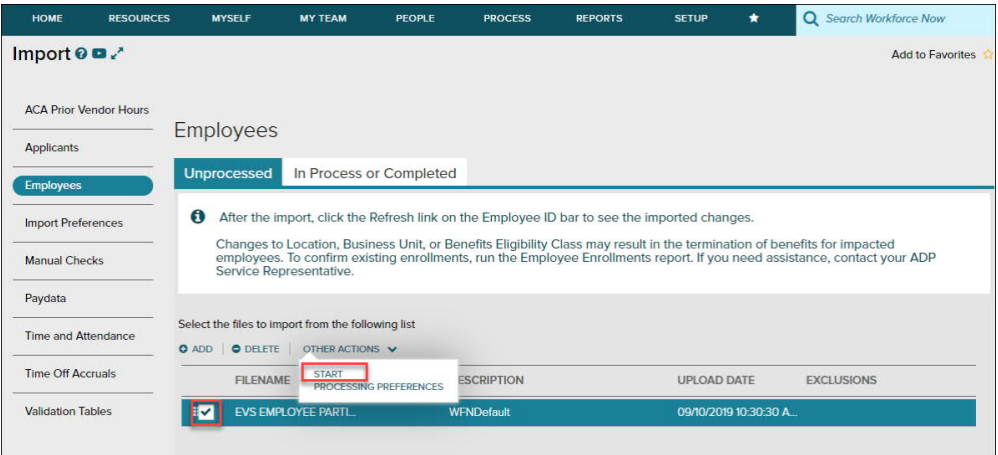 HOME RESOURCES MYSELF MY TEAM PEOPLE PROCESS REPORTS SETUP Search Workforce Now
Import
Add to Favorites
ACA Prior Vendor Hours
Applicants
Employees
Import Preferences
Manual Checks
Paydata
Time and Attendance
Time Off Accruals
Validation Tables
Employees
Unprocessed In Process or Completed
After the import, click the Refresh link on the Employee ID bar to see the imported changes.
Changes to Location, Business Unit, or Benefits Eligibility Class may result in the termination of benefits for impacted
employees. To confirm existing enrollments, run the Employee Enrollments report. If you need assistance, contact your ADP
Service Representative.
Select the files to import from the following list
ADD DELETE OTHER ACTIONS
START
PROCESSING PREFERENCES
FILENAME ESCRIPTION UPLOAD DATE EXCLUSIONS
EVS EMPLOYEE PARTI... WFNDefault 09/10/2019 10:30:30 A...